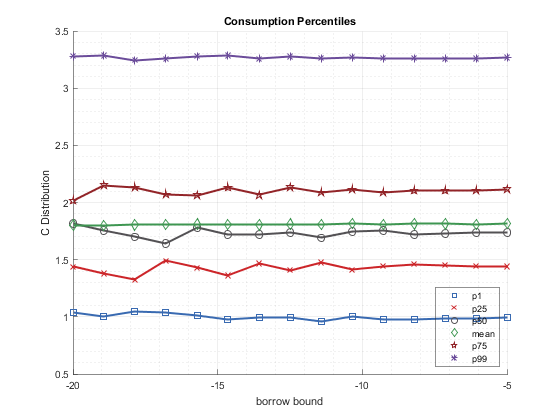 Consumption Percentiles
3.5
3
2.5
2
1.5
1
0.5
C Distribution
-20
-15
-10
-5
borrow bound
p1
p25
p50
mean
p75
p99